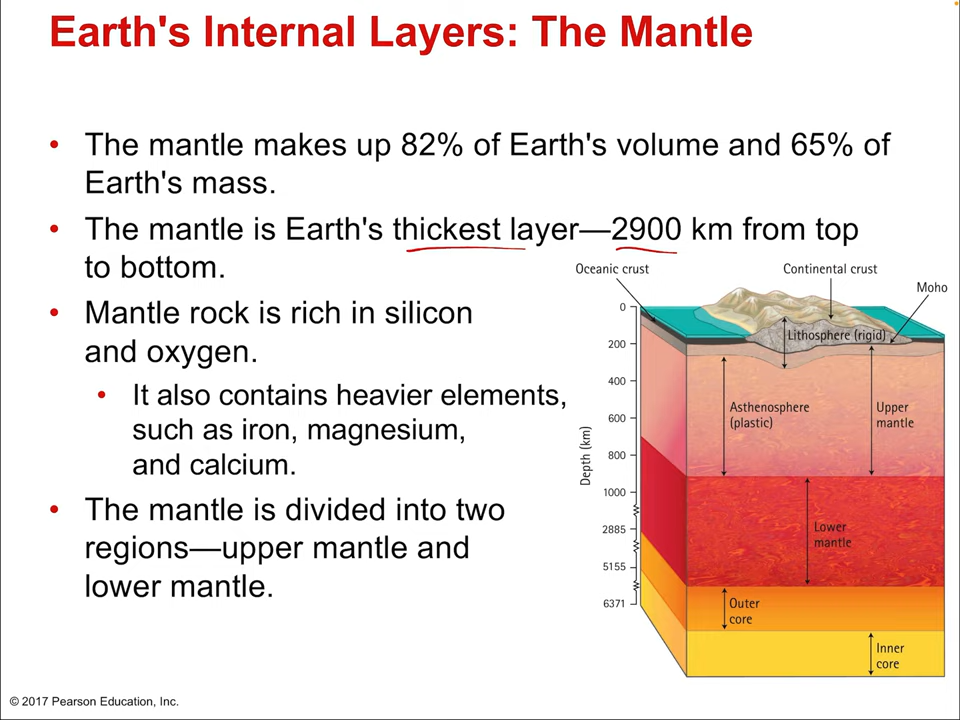 Earth's Internal Layers: The Mantle
• The mantle makes up 82% of Earth's volume and 65% of
Earth's mass.
• The mantle is Earth's thickest layer—2900 km from top
to bottom.
• Mantle rock is rich in silicon
and oxygen.
• It also contains heavier elements,
such as iron, magnesium,
and calcium.
• The mantle is divided into two
regions—upper mantle and
lower mantle.
Oceanic crust
Continental crust
Moho
Lithosphere (rigid)
Asthenosphere
(plastic)
Upper
mantle
Lower
mantle
Outer
core
Inner
core
Depth (km)
0
200
400
600
800
1000
2885
5155
6371
© 2017 Pearson Education, Inc.